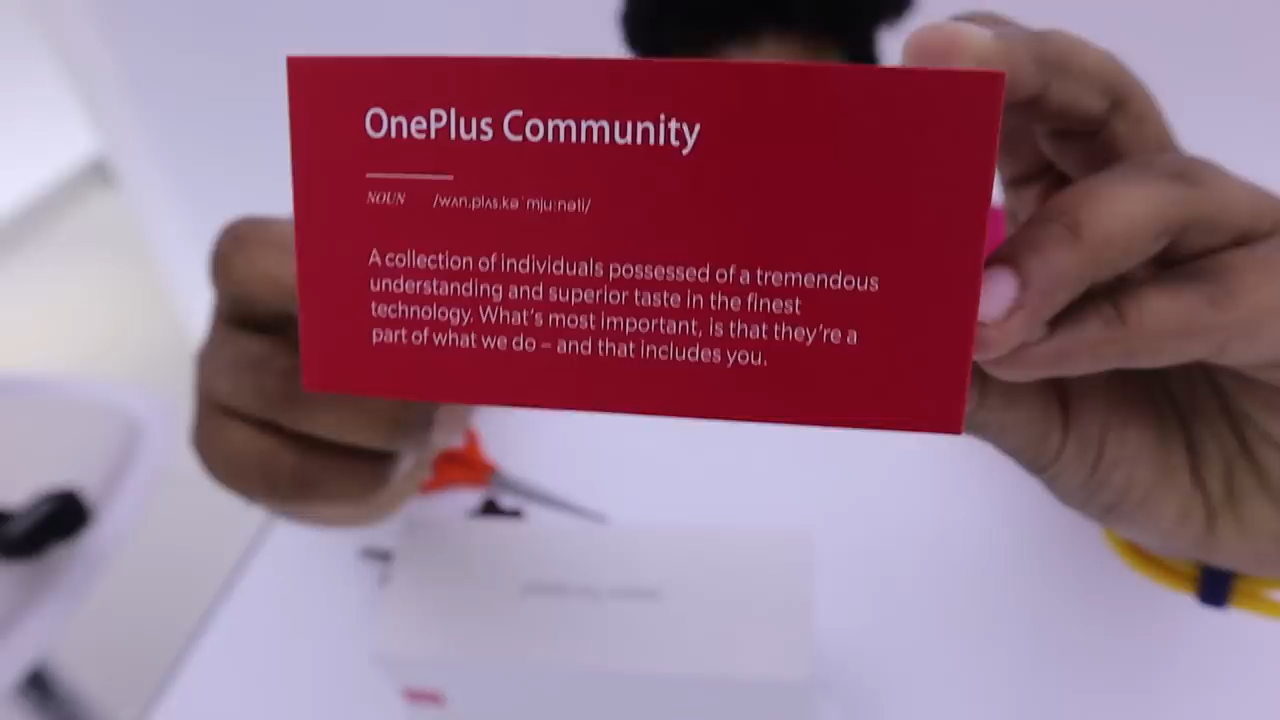 OnePlus Community
NOUN /wʌn.plʌs.kəˈmjuːnəti/
A collection of individuals possessed of a tremendous
understanding and superior taste in the finest
technology. What's most important, is that they're a
part of what we do – and that includes you.